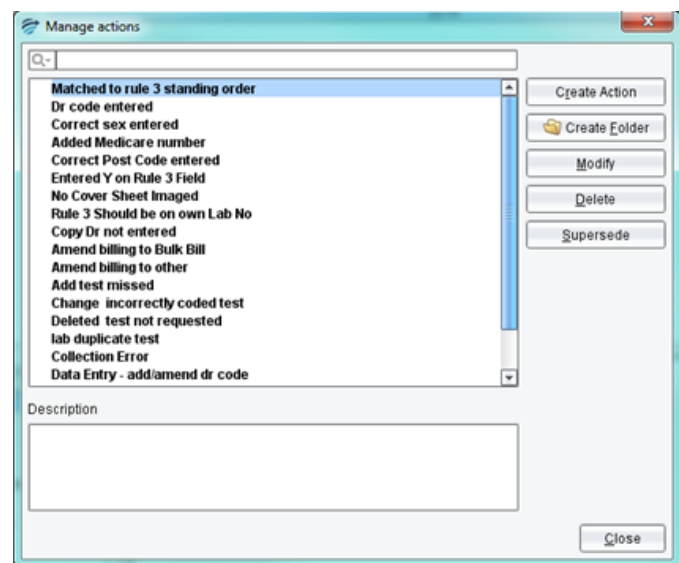 Manage actions
Matched to rule 3 standing order
Dr code entered
Correct sex entered
Added Medicare number
Correct Post Code entered
Entered Y on Rule 3 Field
No Cover Sheet Imaged
Rule 3 Should be on own Lab No
Copy Dr not entered
Amend billing to Bulk Bill
Amend billing to other
Add test missed
Change  incorrectly coded test
Deleted  test not requested
lab duplicate test
Collection Error
Data Entry - add/amend dr code
Create Action
Create Folder
Modify
Delete
Supersede
Description
Close